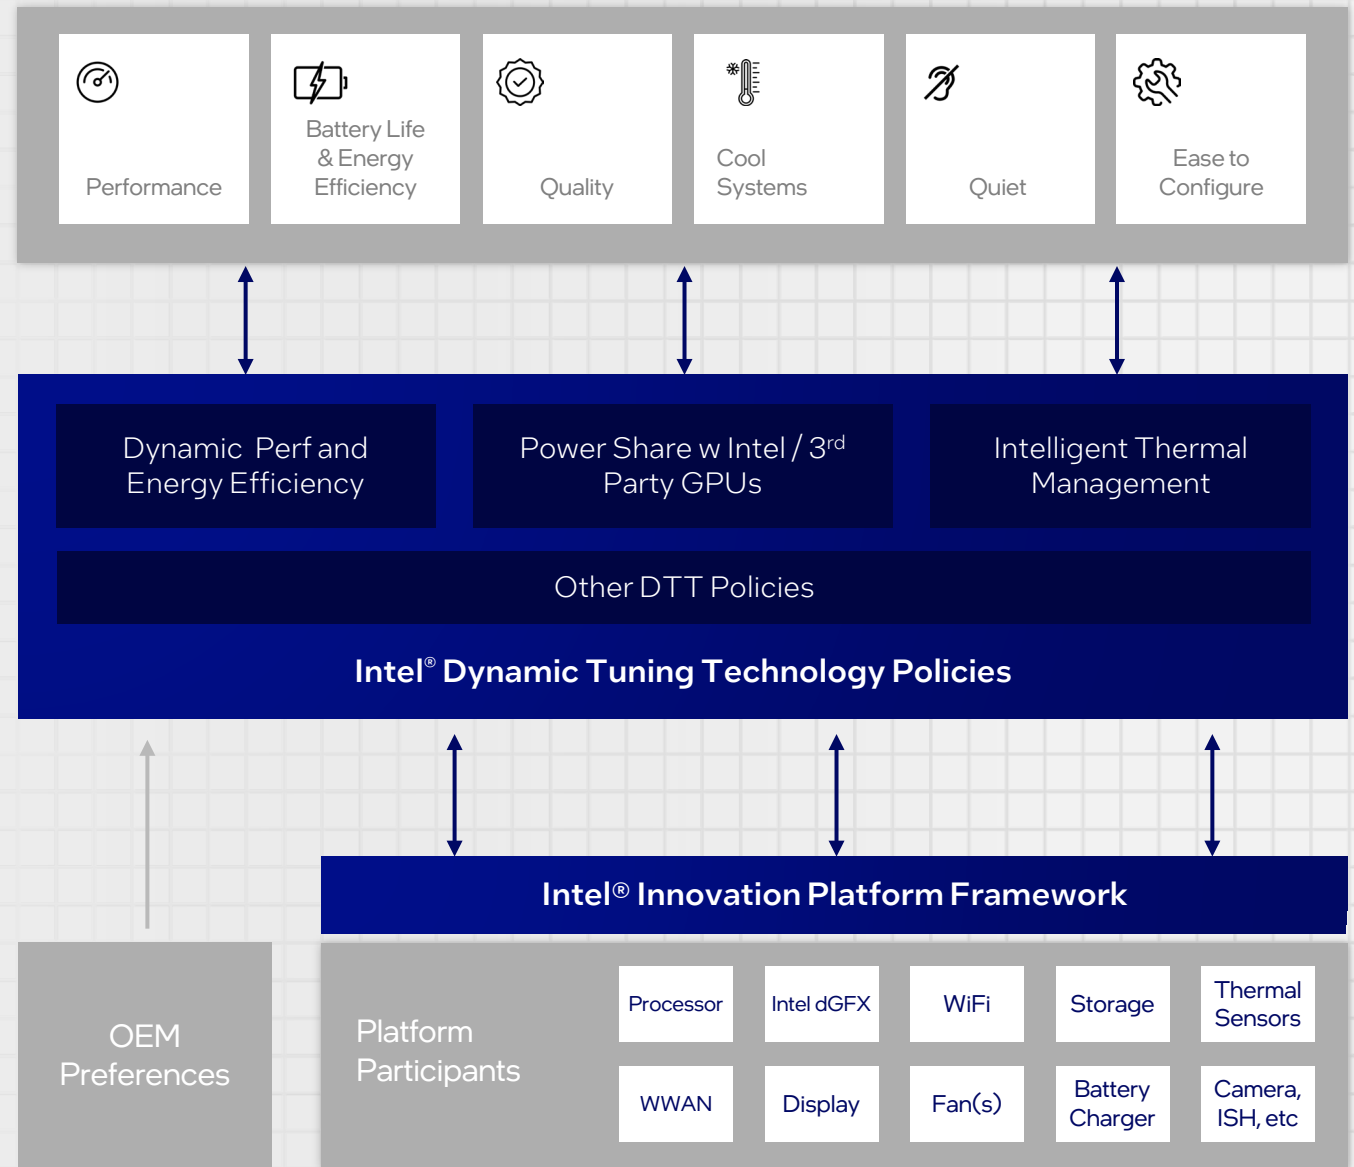 Performance
Battery Life
& Energy
Efficiency
Quality
Cool
Systems
Quiet
Ease to
Configure
Dynamic Perf and
Energy Efficiency
Power Share w Intel / 3rd
Party GPUs
Intelligent Thermal
Management
Other DTT Policies
Intel® Dynamic Tuning Technology Policies
Intel® Innovation Platform Framework
OEM
Preferences
Platform
Participants
Processor
Intel dGFX
WiFi
Storage
Thermal
Sensors
WWAN
Display
Fan(s)
Battery
Charger
Camera,
ISH, etc